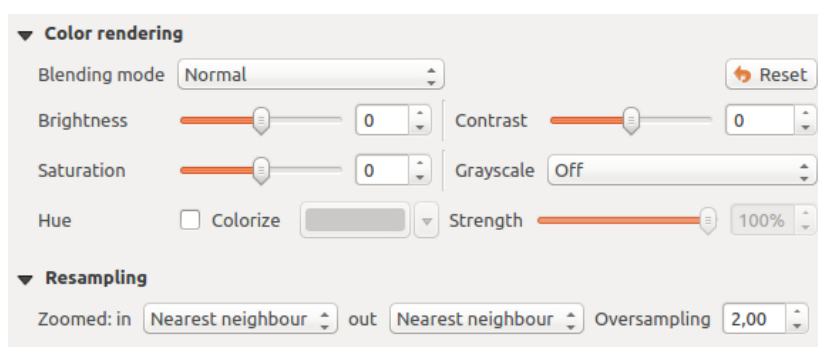 Color rendering
Blending mode Normal Reset
Brightness 0 Contrast 0
Saturation 0 Grayscale Off
Hue Colorize Strength 100%
Resampling
Zoomed: in Nearest neighbour out Nearest neighbour Oversampling 2,00